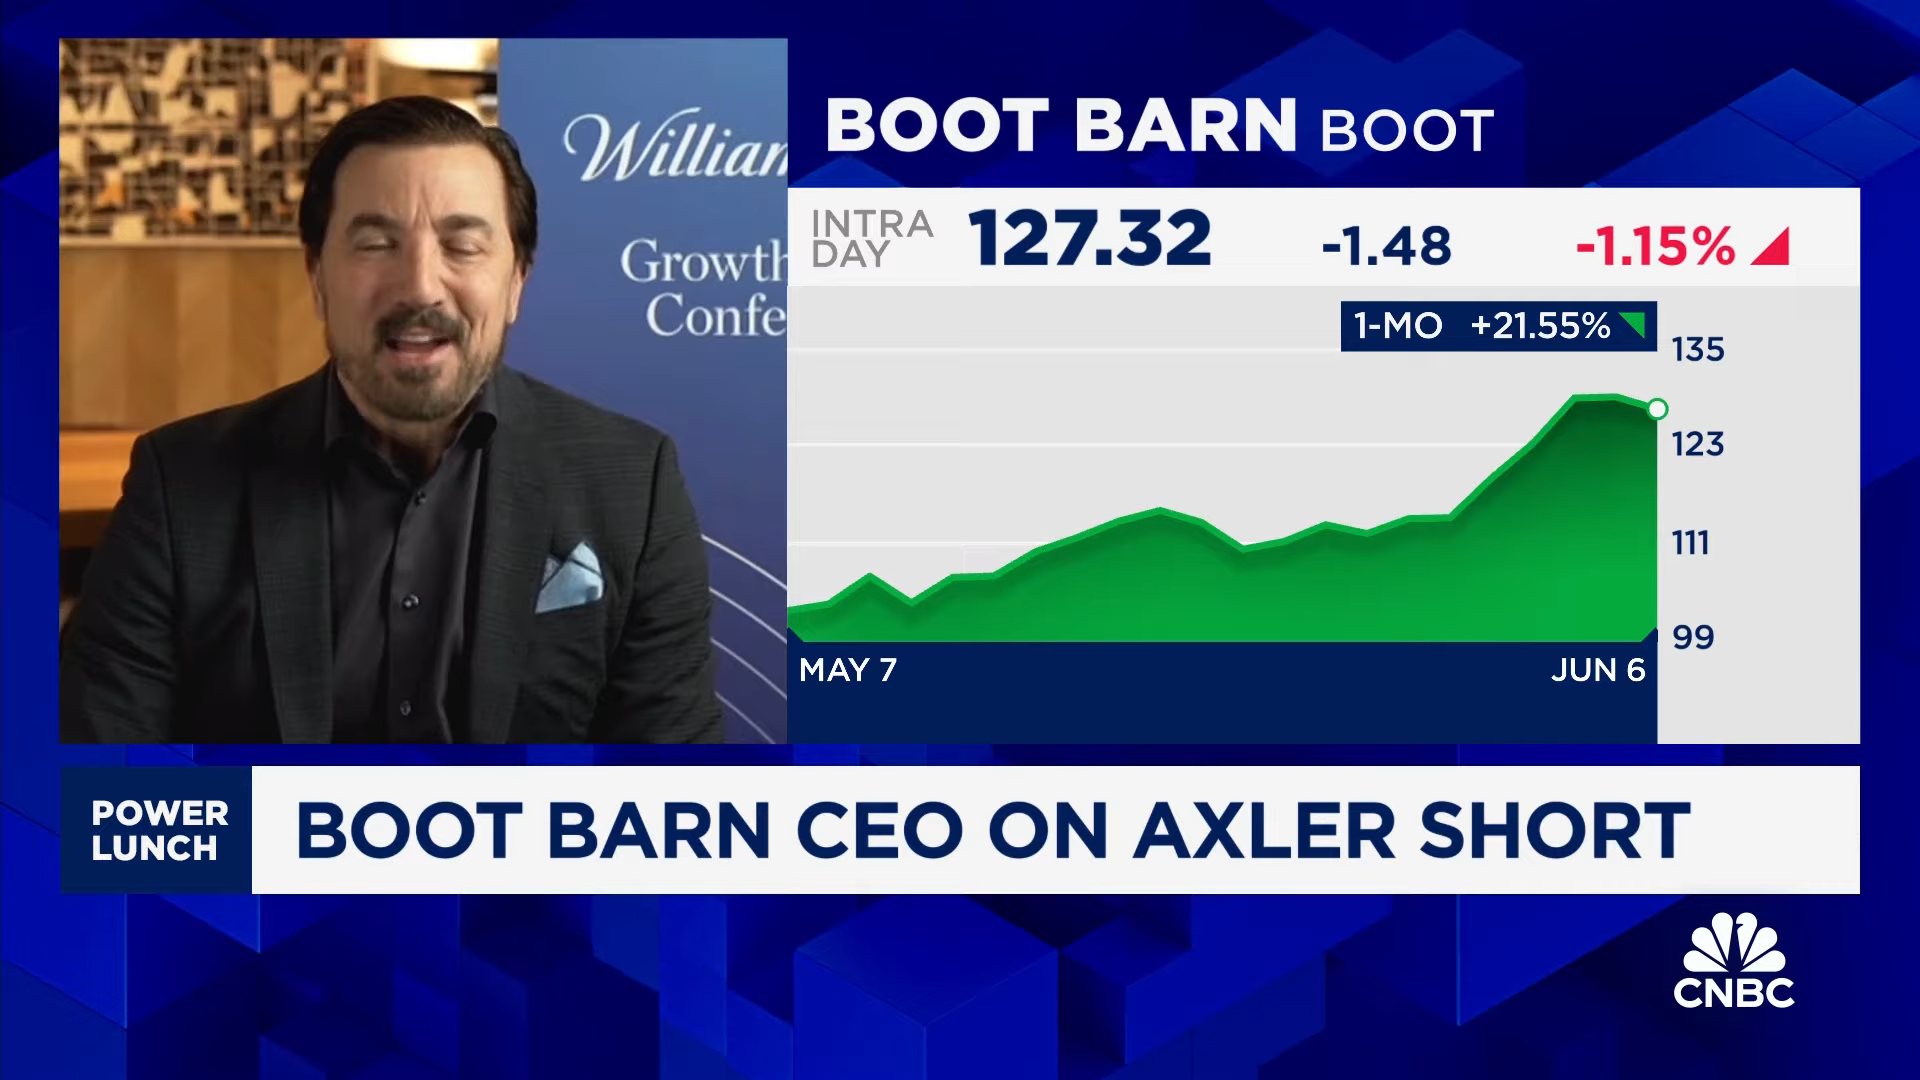 William
Growth
Confe
BOOT BARN BOOT
INTRA
DAY
127.32 -1.48 -1.15%
1-MO +21.55%
135
123
111
99
MAY 7 JUN 6
POWER
LUNCH
BOOT BARN CEO ON AXLER SHORT
CNBC